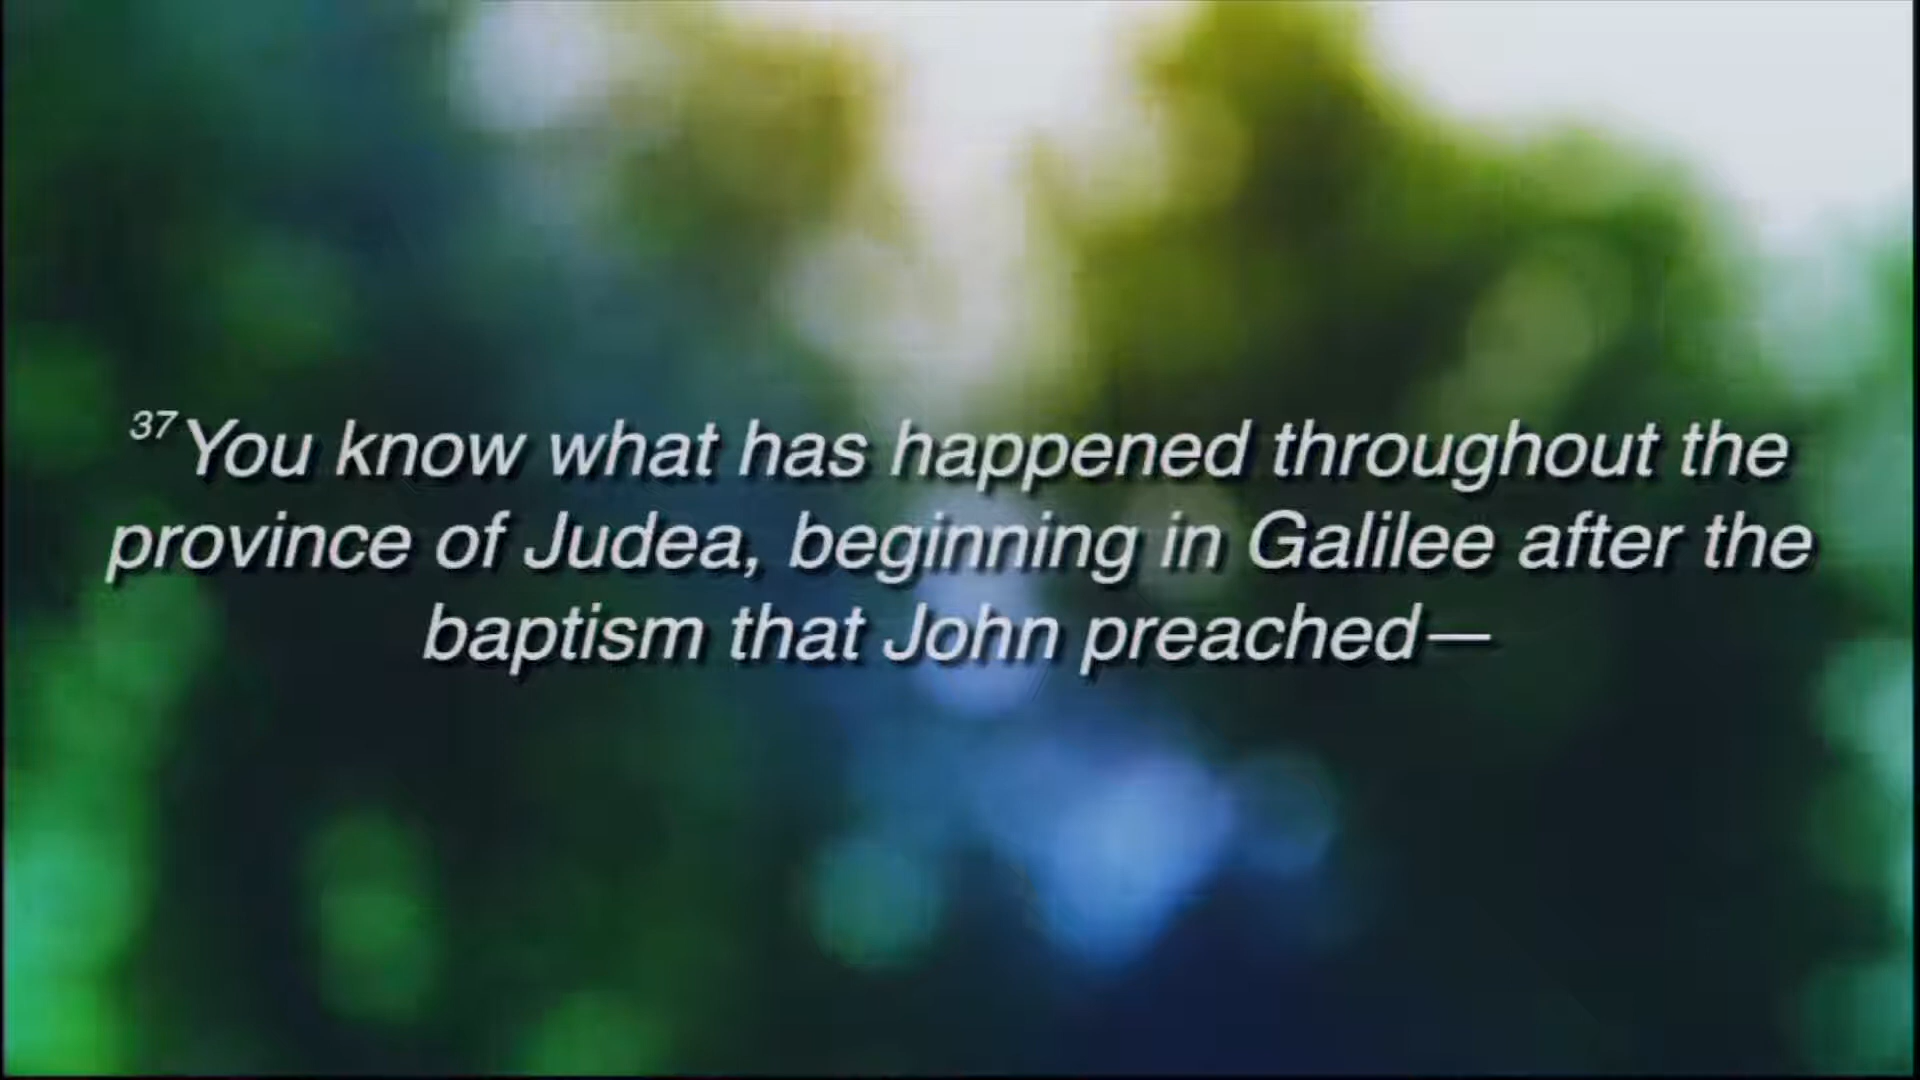 37 You know what has happened throughout the
province of Judea, beginning in Galilee after the
baptism that John preached—